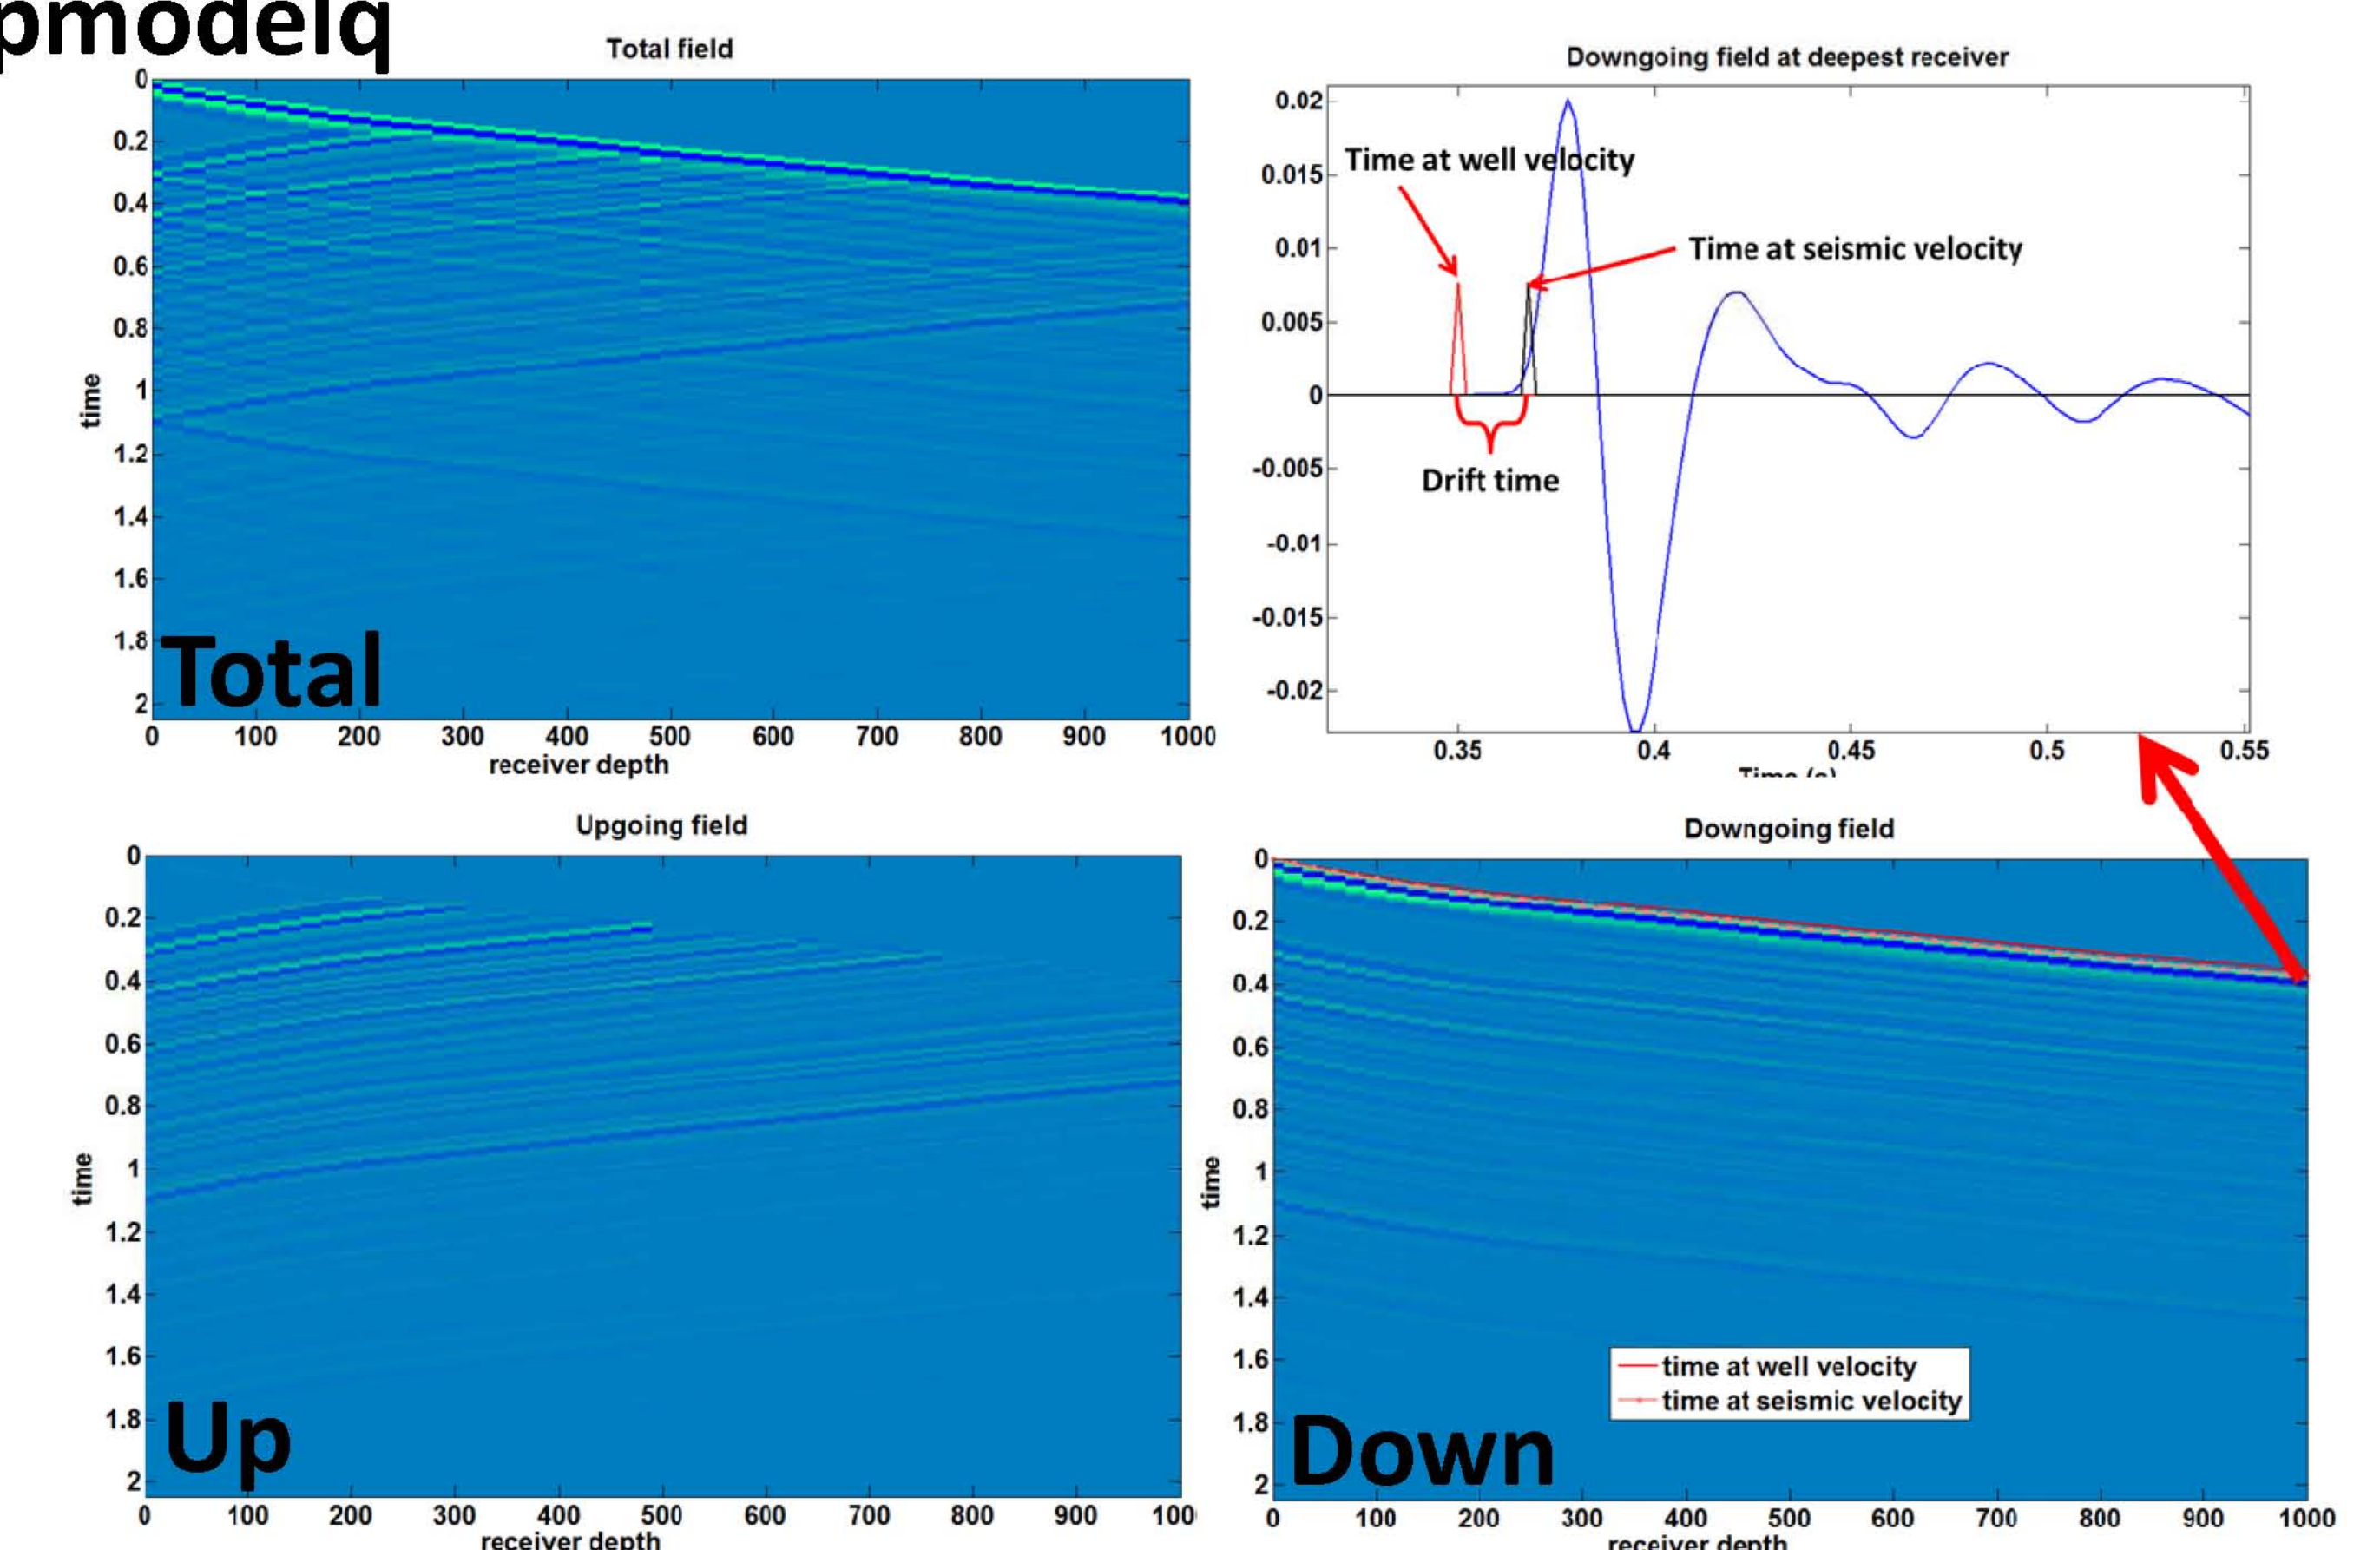 pmodelq
Total field
0
0.2
0.4
0.6
0.8
1
1.2
1.4
1.6
1.8
2
time
Total
0 100 200 300 400 500 600 700 800 900 1000
receiver depth
Downgoing field at deepest receiver
0.02
0.015
0.01
0.005
0
-0.005
-0.01
-0.015
-0.02
Time at well velocity
Time at seismic velocity
Drift time
0.35 0.4 0.45 0.5 0.55
Time (s)
Upgoing field
0
0.2
0.4
0.6
0.8
1
1.2
1.4
1.6
1.8
2
time
Up
0 100 200 300 400 500 600 700 800 900 100
receiver depth
Downgoing field
0
0.2
0.4
0.6
0.8
1
1.2
1.4
1.6
1.8
2
time
time at well velocity
time at seismic velocity
Down
0 100 200 300 400 500 600 700 800 900 1000
receiver depth